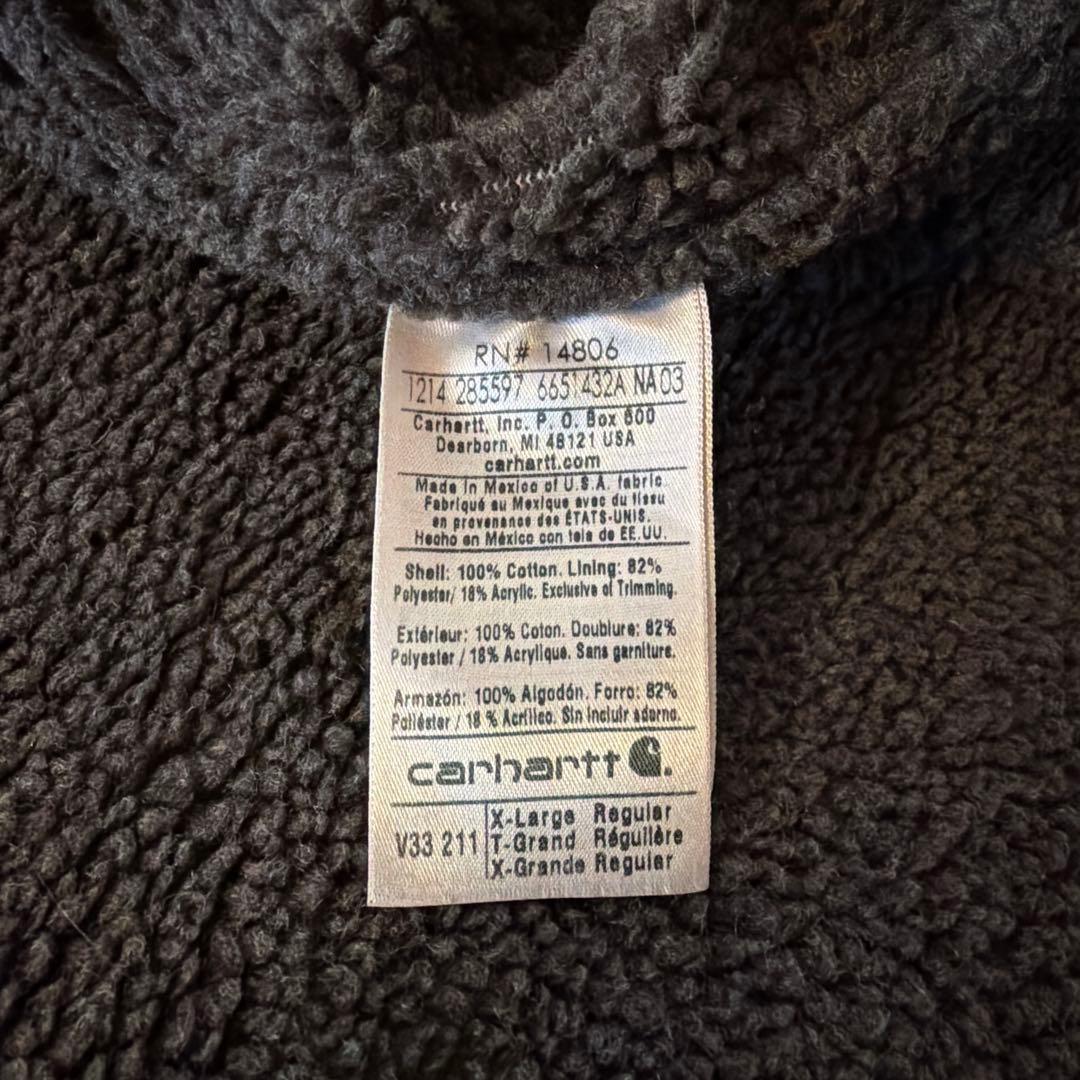 RN# 14806
1214 285597 6651432A NA03
Carhartt, Inc. P. O. Box 600
Dearborn, MI 48121 USA
carhartt.com
Made in Mexico of U.S.A. fabric
Fabriqué au Mexique avec du tissu
en provenance des ÉTATS-UNIS.
Hecho en México con tela de EE.UU.
Shell: 100% Cotton. Lining: 82%
Polyester/ 18% Acrylic. Exclusive of Trimming.
Extérieur: 100% Coton. Doublure: 82%
Polyester / 18% Acrylique. Sans garniture.
Armazón: 100% Algodón. Forro: 82%
Poliéster / 18 % Acrílico. Sin incluir adorno.
carhartt
V33 211
X-Large Regular
T-Grand Régulière
X-Grande Regular